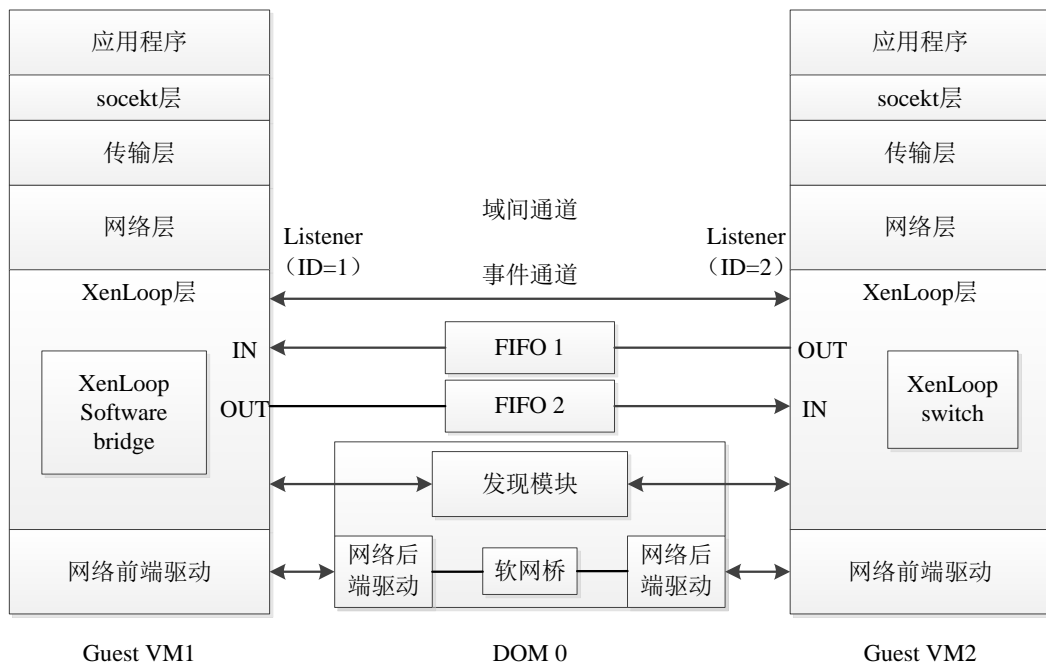 应用程序
socekt层
传输层
网络层
XenLoop层
XenLoop
Software
bridge
IN
OUT
网络前端驱动
Guest VM1
域间通道
Listener
（ID=1）
Listener
（ID=2）
事件通道
FIFO 1
FIFO 2
发现模块
网络后
端驱动
软网桥
网络后
端驱动
DOM 0
应用程序
socekt层
传输层
网络层
XenLoop层
OUT
IN
XenLoop
switch
网络前端驱动
Guest VM2